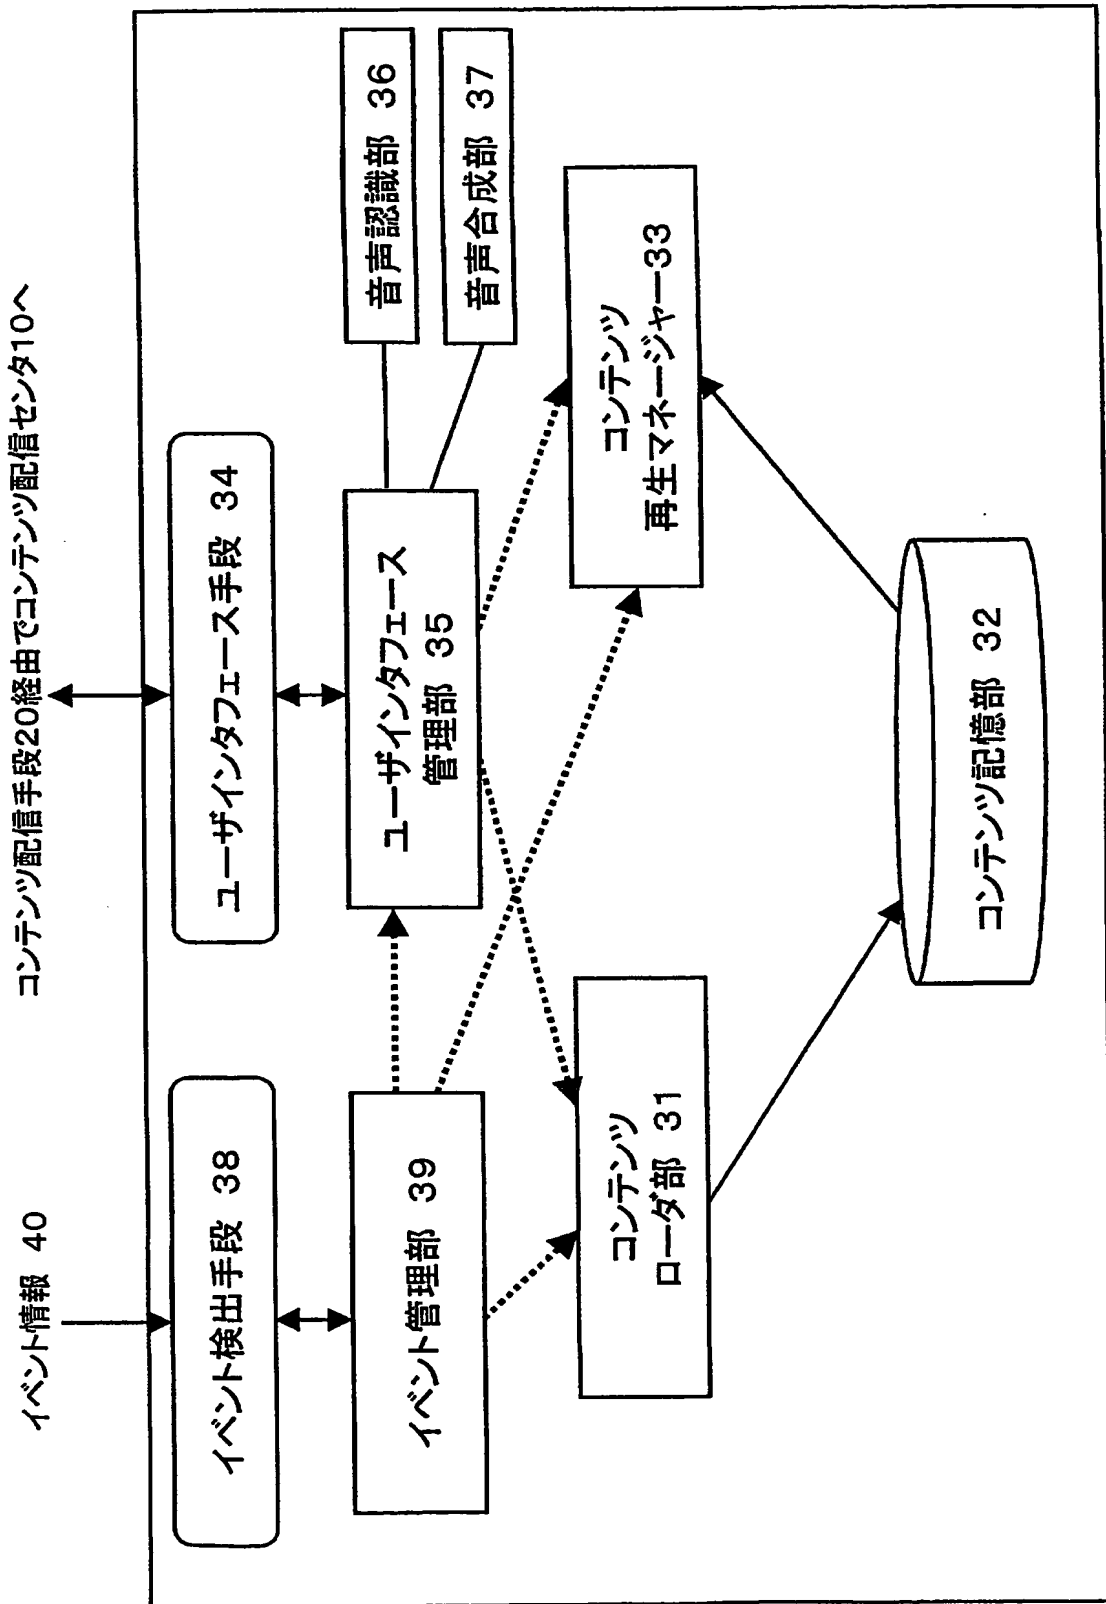 イベント情報 40
コンテンツ配信手段20経由でコンテンツ配信センタ10へ
イベント検出手段 38
ユーザインタフェース手段 34
イベント管理部 39
ユーザインタフェース
管理部 35
音声認識部 36
音声合成部 37
コンテンツ
ローダ部 31
コンテンツ
再生マネージャー33
コンテンツ記憶部 32